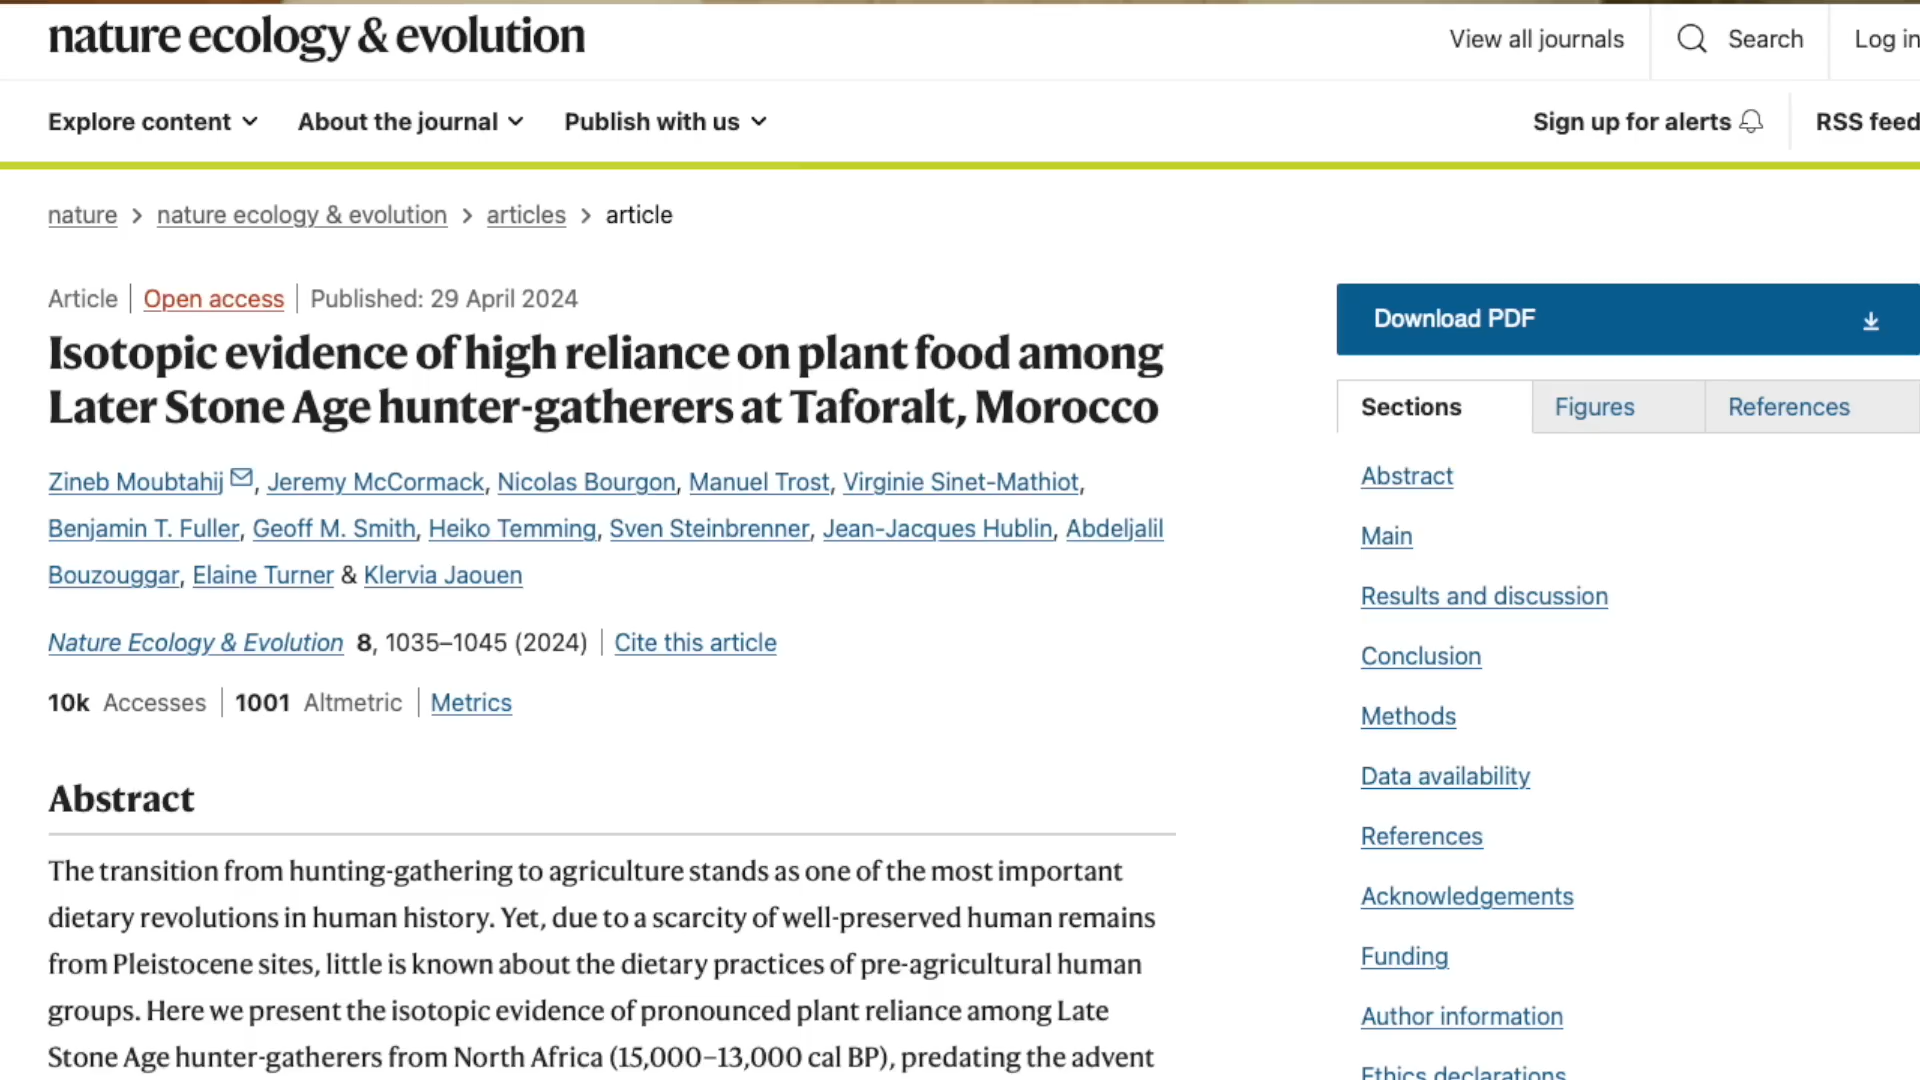 nature ecology & evolution
View all journals
Search
Log in
Explore content
About the journal
Publish with us
Sign up for alerts
RSS feed
nature > nature ecology & evolution > articles > article
Article | Open access | Published: 29 April 2024
Isotopic evidence of high reliance on plant food among
Later Stone Age hunter-gatherers at Taforalt, Morocco
Zineb Moubtahij, Jeremy McCormack, Nicolas Bourgon, Manuel Trost, Virginie Sinet-Mathiot,
Benjamin T. Fuller, Geoff M. Smith, Heiko Temming, Sven Steinbrenner, Jean-Jacques Hublin, Abdeljalil
Bouzouggar, Elaine Turner & Klervia Jaouen
Nature Ecology & Evolution 8, 1035–1045 (2024) | Cite this article
10k Accesses | 1001 Altmetric | Metrics
Abstract
The transition from hunting-gathering to agriculture stands as one of the most important
dietary revolutions in human history. Yet, due to a scarcity of well-preserved human remains
from Pleistocene sites, little is known about the dietary practices of pre-agricultural human
groups. Here we present the isotopic evidence of pronounced plant reliance among Late
Stone Age hunter-gatherers from North Africa (15,000–13,000 cal BP), predating the advent
Download PDF
Sections
Figures
References
Abstract
Main
Results and discussion
Conclusion
Methods
Data availability
References
Acknowledgements
Funding
Author information
Ethics declarations